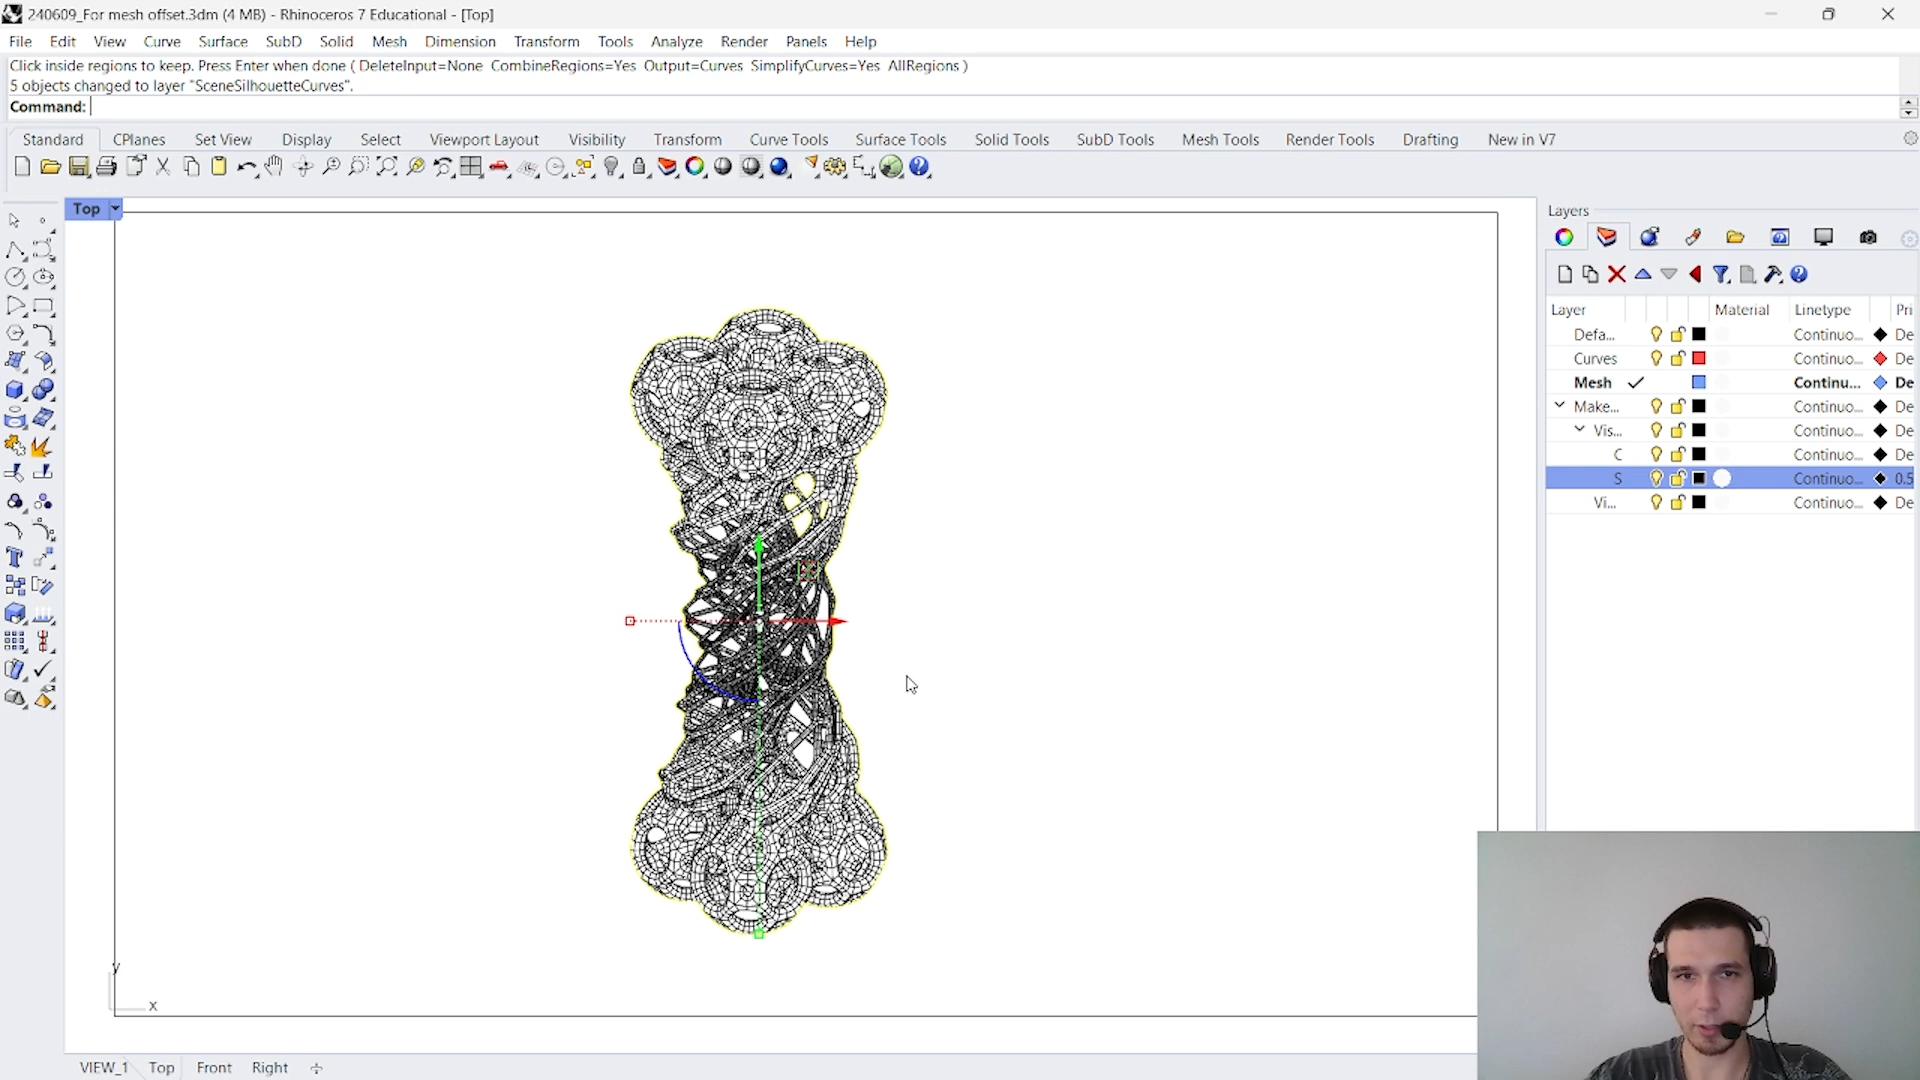 240609_For mesh offset.3dm (4 MB) - Rhinoceros 7 Educational - [Top]
File Edit View Curve Surface SubD Solid Mesh Dimension Transform Tools Analyze Render Panels Help
Click inside regions to keep. Press Enter when done ( DeleteInput=None CombineRegions=Yes Output=Curves SimplifyCurves=Yes AllRegions )
5 objects changed to layer "SceneSilhouetteCurves".
Command:
Standard CPlanes Set View Display Select Viewport Layout Visibility Transform Curve Tools Surface Tools Solid Tools SubD Tools Mesh Tools Render Tools Drafting New in V7
Top
Layers
Layer Material Linetype Pri
Defa... Continuo... De
Curves Continuo... De
Mesh Continu... De
Make... Continuo... De
Vis... Continuo... De
C Continuo... De
S Continuo... 0.5
Vi... Continuo... De
y
x
VIEW_1 Top Front Right